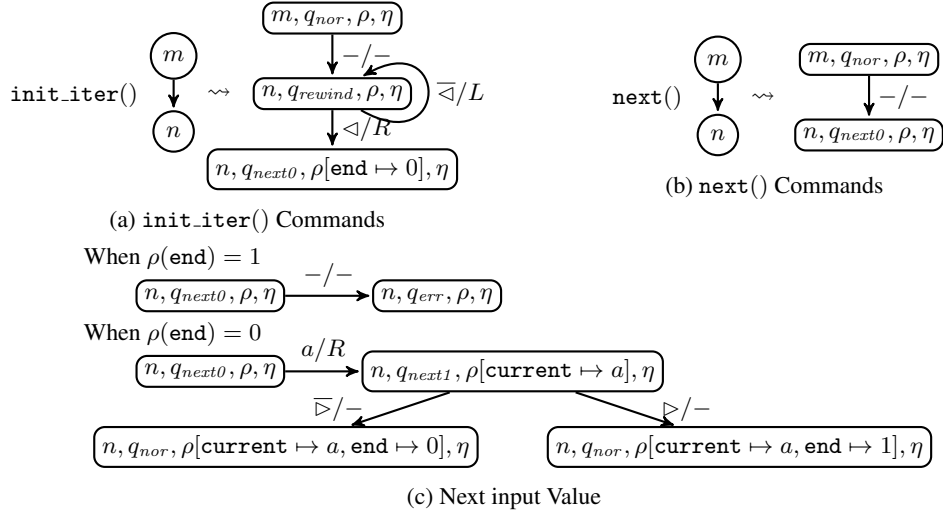 m, q_nor, ρ, η
m
m
m, q_nor, ρ, η
−/−
init_iter() ⇝ n, q_rewind, ρ, η ⋪/L
next() ⇝ −/−
n
◁/R
n
n, q_next0, ρ, η
n, q_next0, ρ[end ↦ 0], η
(b) next() Commands
(a) init_iter() Commands
When ρ(end) = 1
n, q_next0, ρ, η −/− n, q_err, ρ, η
When ρ(end) = 0
n, q_next0, ρ, η a/R n, q_next1, ρ[current ↦ a], η
▷̅/− ▷/−
n, q_nor, ρ[current ↦ a, end ↦ 0], η
n, q_nor, ρ[current ↦ a, end ↦ 1], η
(c) Next input Value